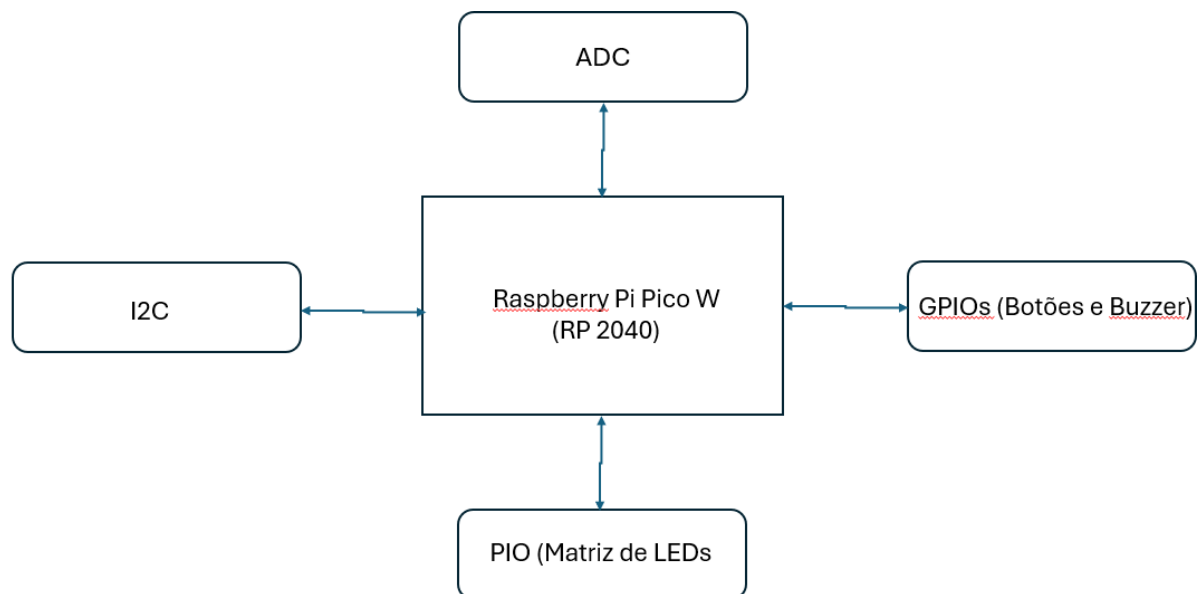 ADC
I2C
Raspberry Pi Pico W
(RP 2040)
GPIOs (Botões e Buzzer)
PIO (Matriz de LEDs